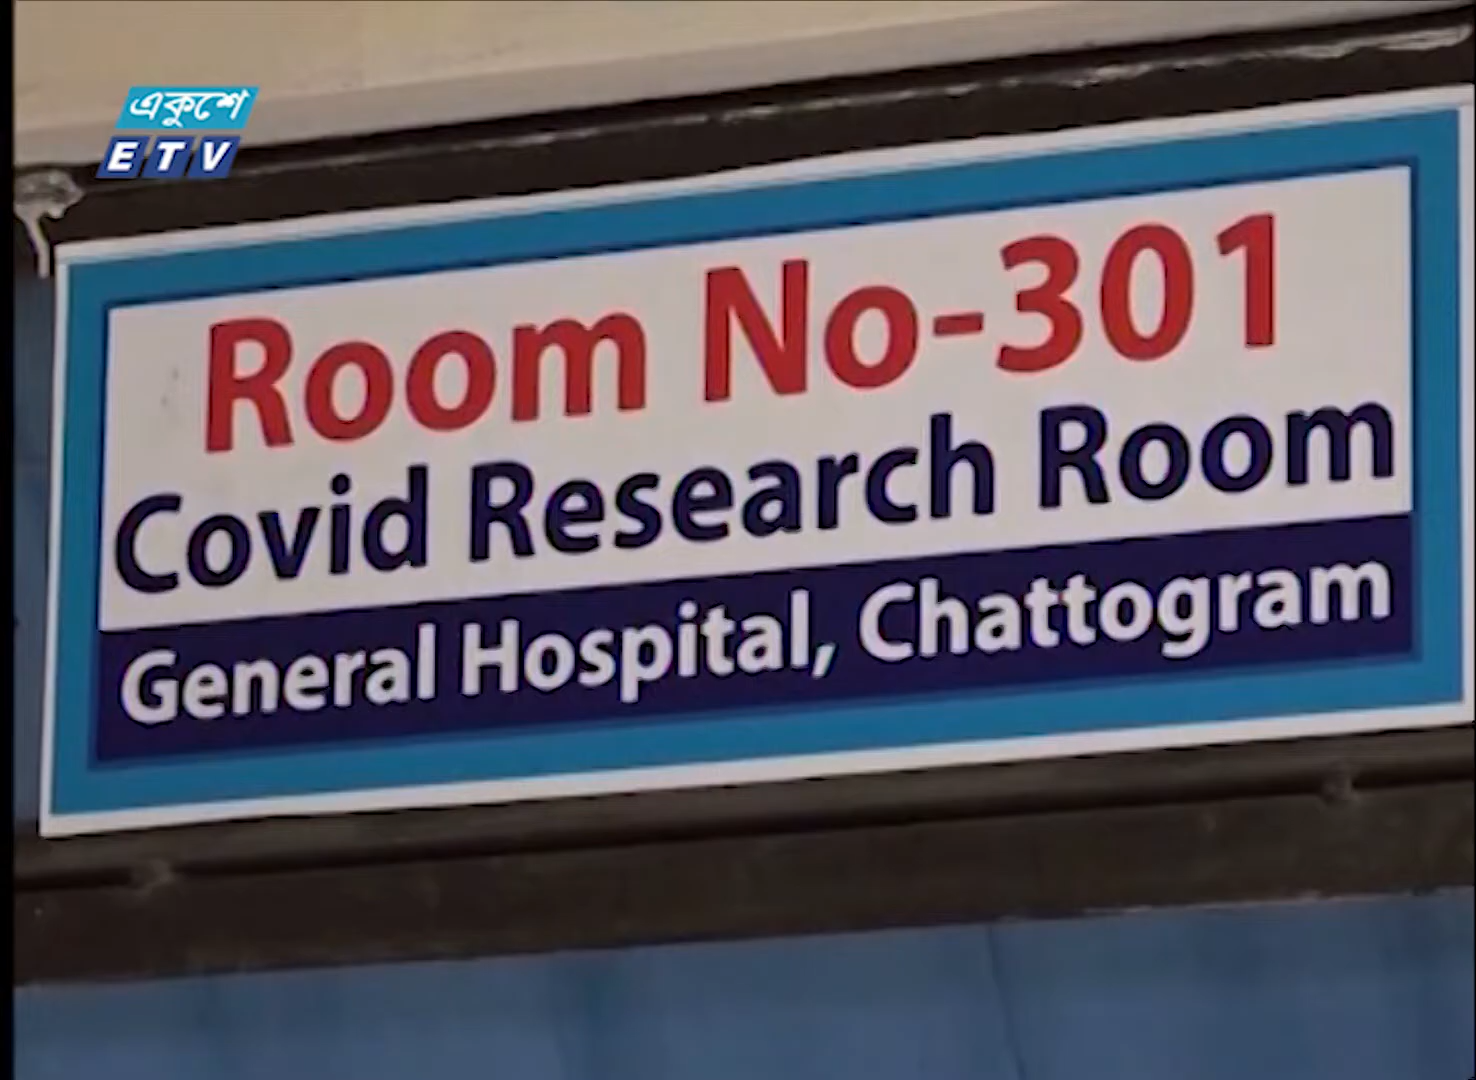 একুশে
ETV
Room No-301
Covid Research Room
General Hospital, Chattogram